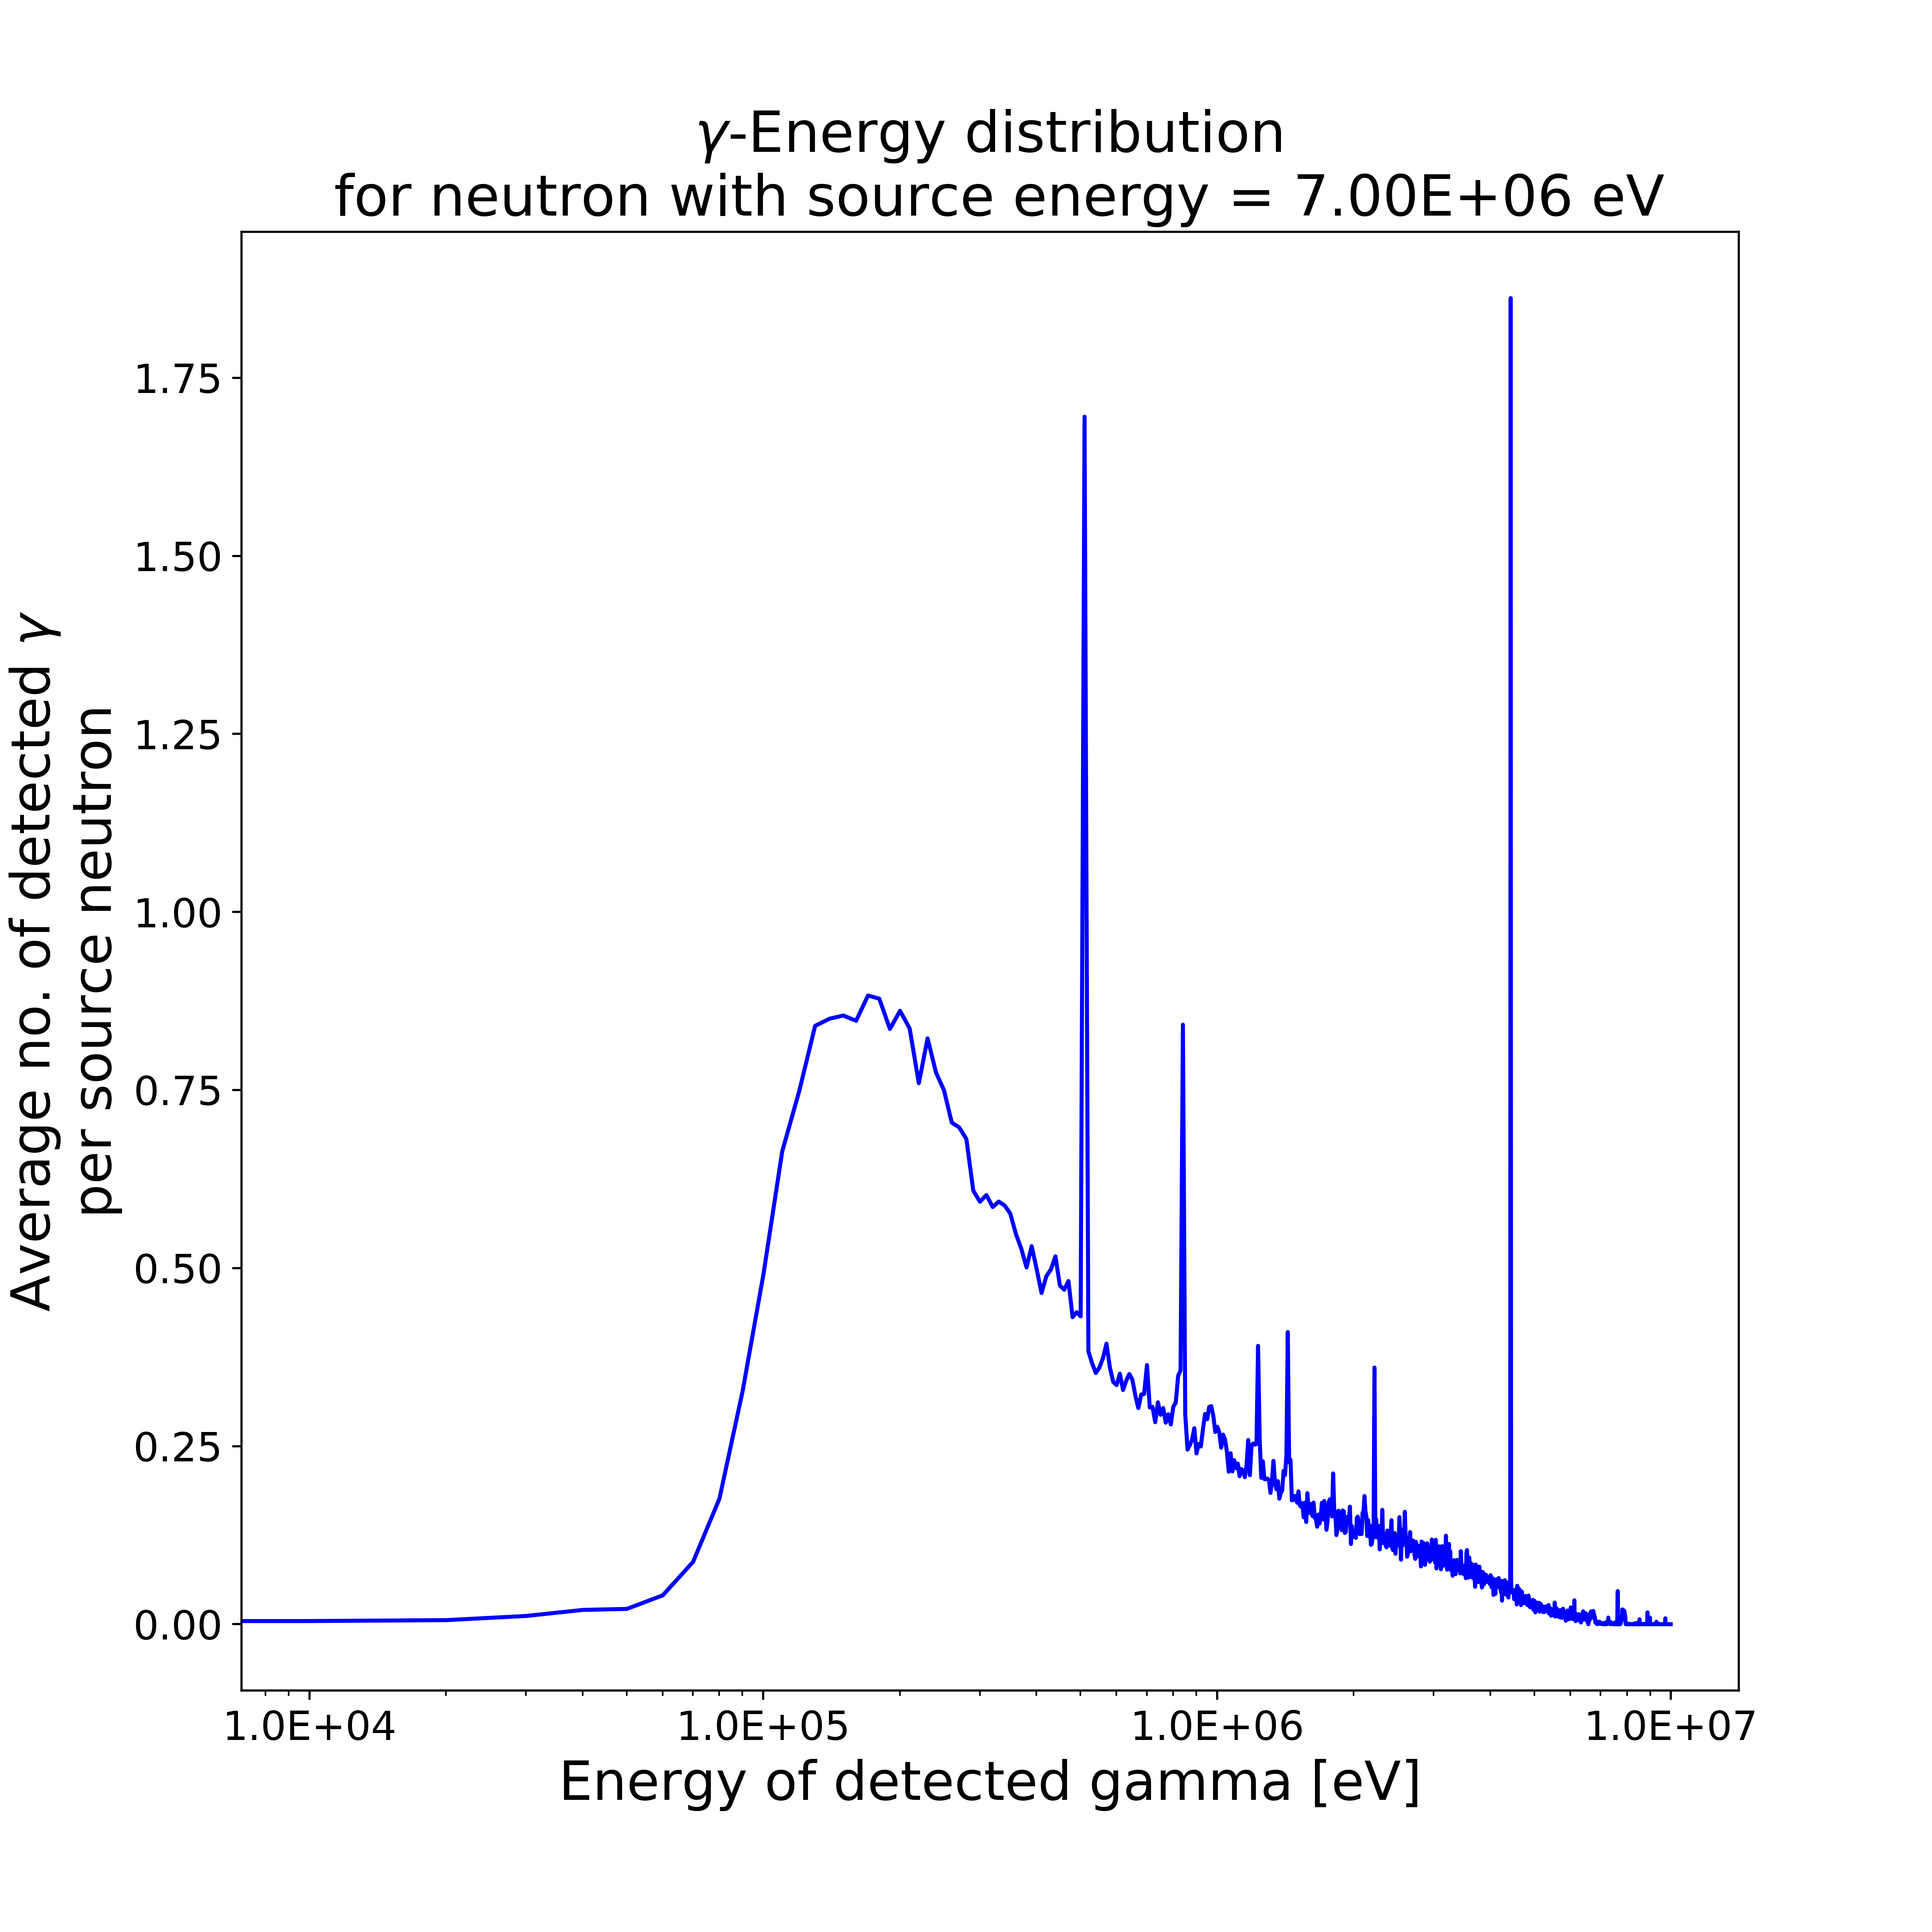 γ-Energy distribution
for neutron with source energy = 7.00E+06 eV
Average no. of detected γ
per source neutron
1.75
1.50
1.25
1.00
0.75
0.50
0.25
0.00
1.0E+04 1.0E+05 1.0E+06 1.0E+07
Energy of detected gamma [eV]